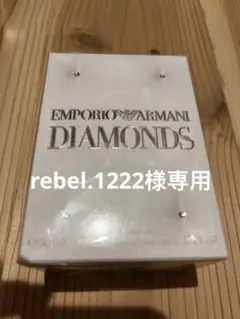 EMPORIO ARMANI
DIAMONDS
rebel.1222様専用